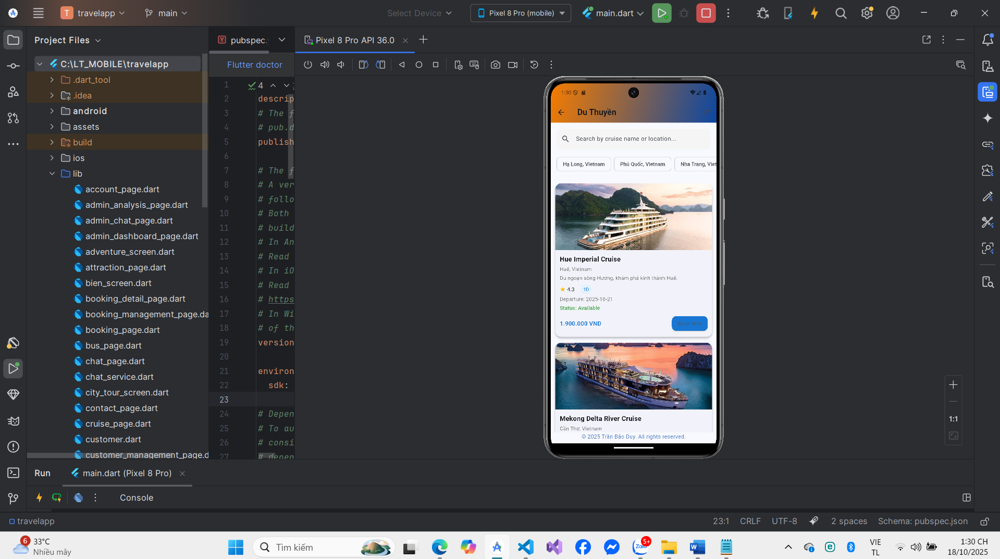 T travelapp
main
Select Device
Pixel 8 Pro (mobile)
main.dart
Project Files
pubspec.
Pixel 8 Pro API 36.0
Flutter doctor
C:\LT_MOBILE\travelapp
.dart_tool
.idea
android
assets
build
ios
lib
account_page.dart
admin_analysis_page.dart
admin_chat_page.dart
admin_dashboard_page.dart
adventure_screen.dart
attraction_page.dart
bien_screen.dart
booking_detail_page.dart
booking_management_page.da
booking_page.dart
bus_page.dart
chat_page.dart
chat_service.dart
city_tour_screen.dart
contact_page.dart
cruise_page.dart
customer.dart
customer_management_page.d
1 4
2 descrip
3 # The f
4 # pub.d
5 publish
6
7 # The f
8 # A ver
9 # follo
10 # Both
11 # build
12 # In An
13 # Read
14 # In iO
15 # Read
16 # https
17 # In Wi
18 # of th
19 version
20
21 environ
22 sdk:
23
24 # Depen
25 # To au
26 # consi
27 # depen
1:30
Du Thuyền
Search by cruise name or location...
Hạ Long, Vietnam
Phú Quốc, Vietnam
Nha Trang, Viet
Hue Imperial Cruise
Huế, Vietnam
Du ngoạn sông Hương, khám phá kinh thành Huế.
4.3 1D
Departure: 2025-10-21
Status: Available
1.900.000 VND
Book Now
Mekong Delta River Cruise
Cần Thơ, Vietnam
© 2025 Trần Bảo Duy. All rights reserved.
1:1
Run
main.dart (Pixel 8 Pro)
Console
travelapp
23:1 CRLF UTF-8 2 spaces Schema: pubspec.json
6
33°C
Nhiều mây
Tìm kiếm
Zalo
5+
VIE
TL
1:30 CH
18/10/2025